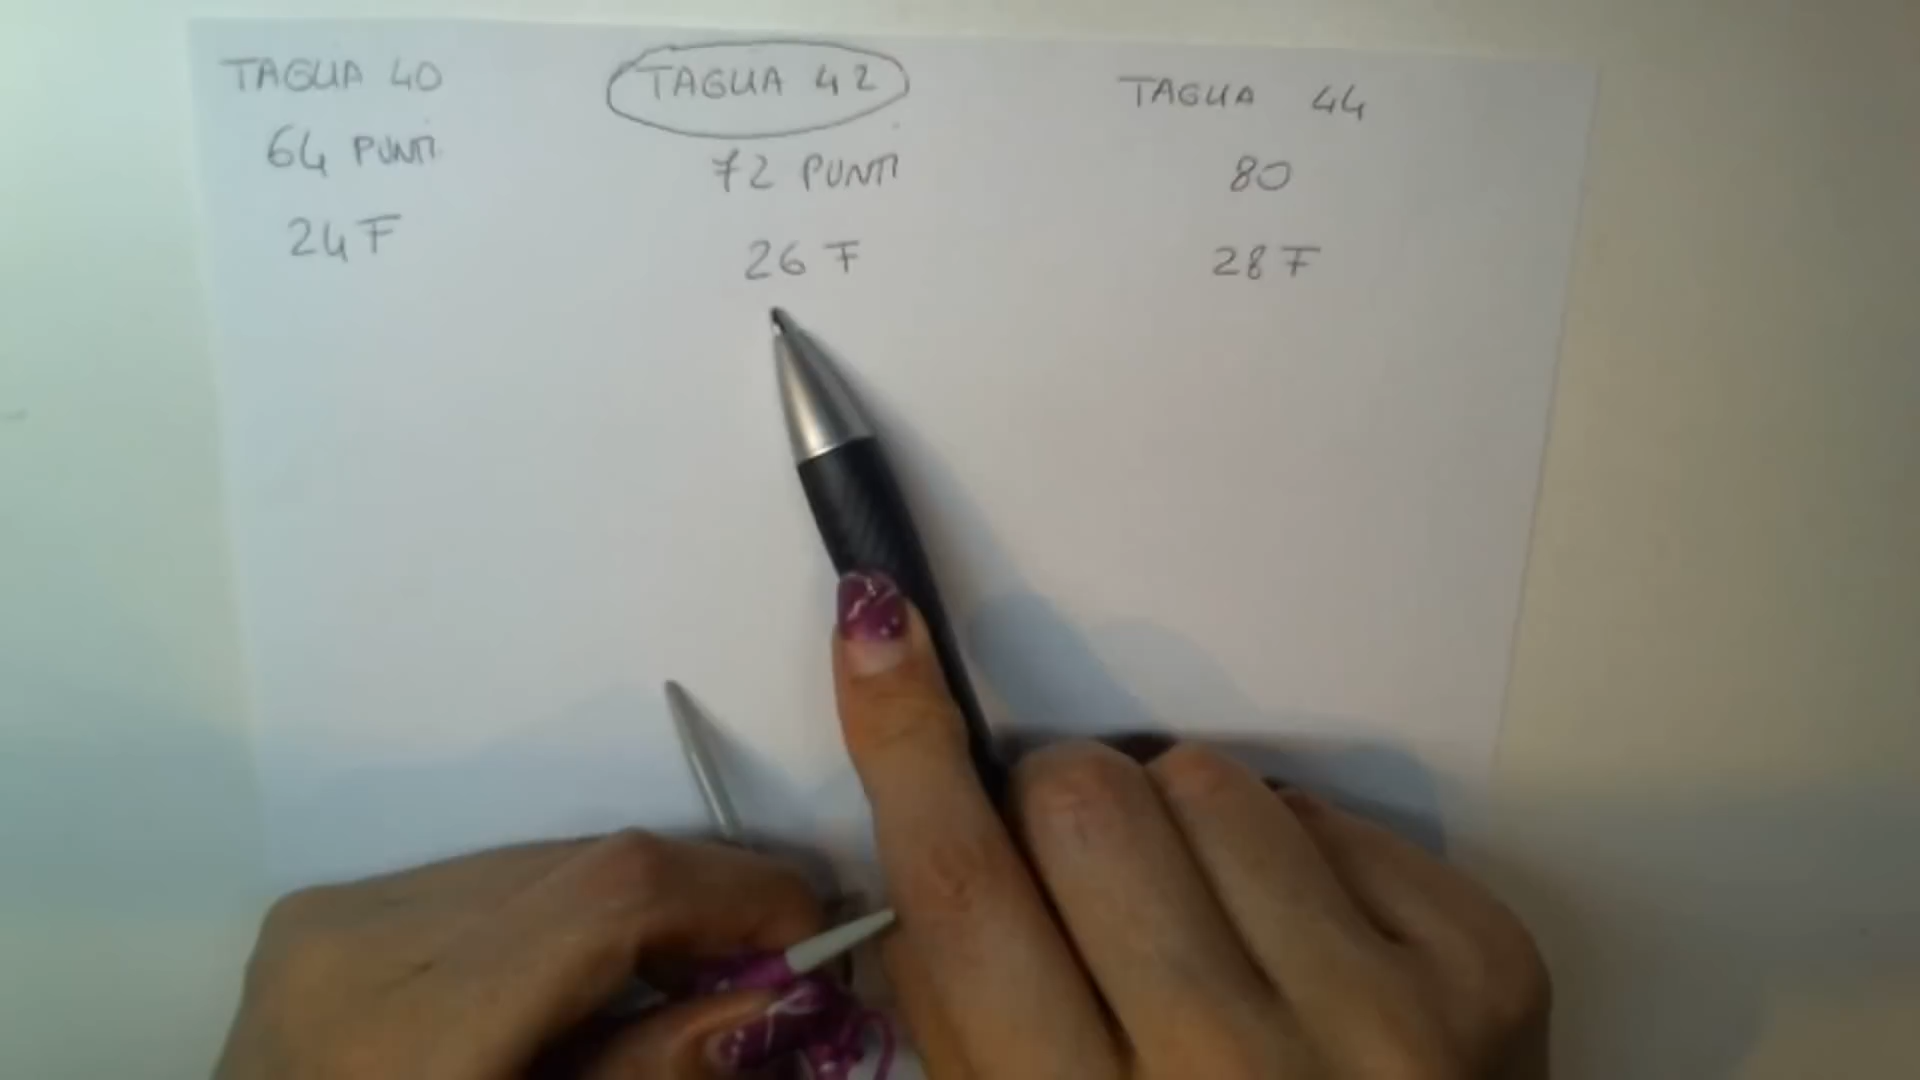 TAGLIA 40
64 PUNTI
24 F
TAGLIA 42
72 PUNTI
26 F
TAGLIA 44
80
28 F